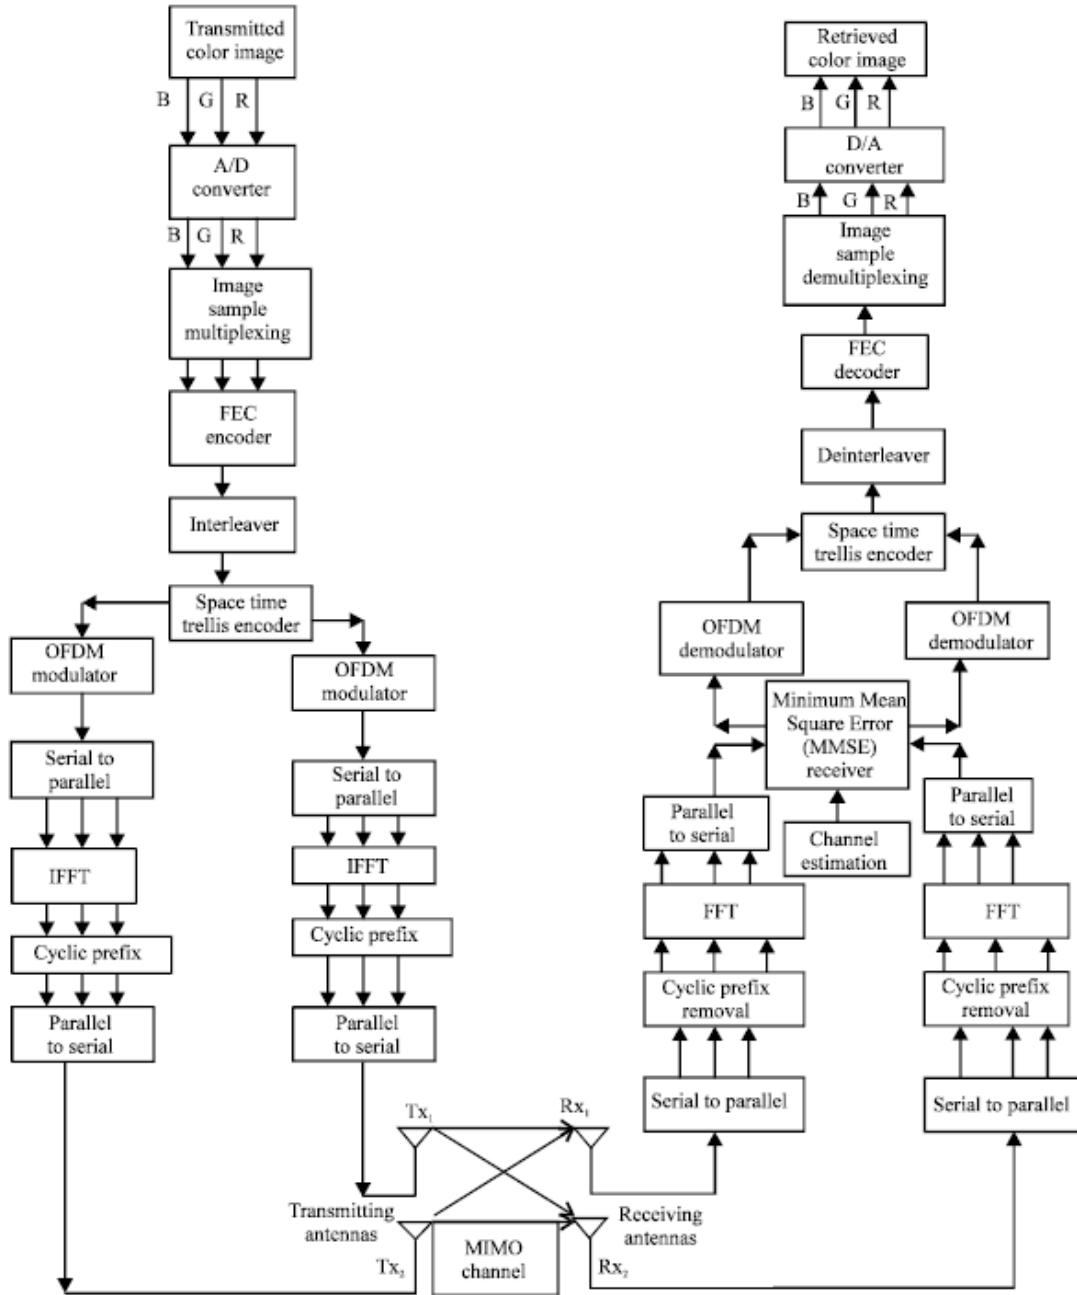 Transmitted
color image
B
G
R
A/D
converter
B
G
R
Image
sample
multiplexing
FEC
encoder
Interleaver
Space time
trellis encoder
OFDM
modulator
Serial to
parallel
IFFT
Cyclic prefix
Parallel
to serial
OFDM
modulator
Serial to
parallel
IFFT
Cyclic prefix
Parallel
to serial
Tx₁
Rx₁
Transmitting
antennas
Tx₂
MIMO
channel
Receiving
antennas
Rx₂
Retrieved
color image
B
G
R
D/A
converter
B
G
R
Image
sample
demultiplexing
FEC
decoder
Deinterleaver
Space time
trellis encoder
OFDM
demodulator
OFDM
demodulator
Minimum Mean
Square Error
(MMSE)
receiver
Channel
estimation
Parallel
to serial
FFT
Cyclic prefix
removal
Serial to parallel
Parallel
to serial
FFT
Cyclic prefix
removal
Serial to parallel